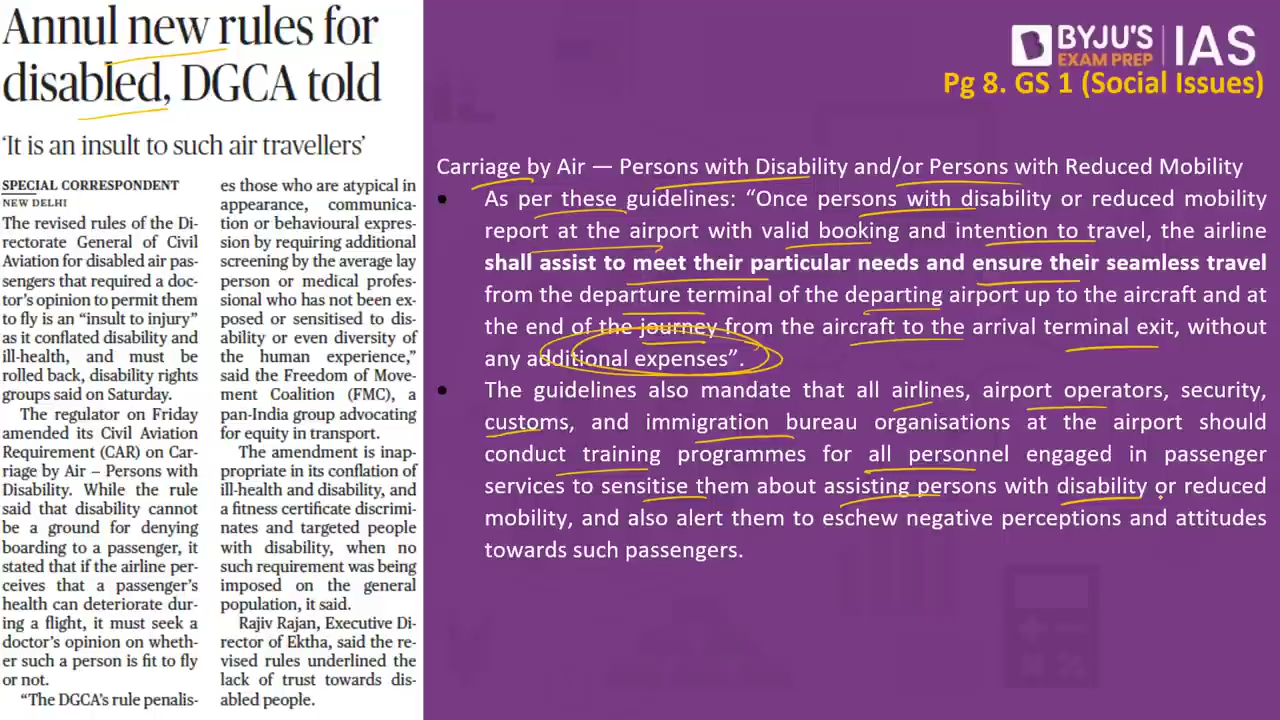 Annul new rules for
disabled, DGCA told
‘It is an insult to such air travellers’
SPECIAL CORRESPONDENT
NEW DELHI
The revised rules of the Di-
rectorate General of Civil
Aviation for disabled air pas-
sengers that required a doc-
tor’s opinion to permit them
to fly is an “insult to injury”
as it conflated disability and
ill-health, and must be
rolled back, disability rights
groups said on Saturday.
The regulator on Friday
amended its Civil Aviation
Requirement (CAR) on Car-
riage by Air – Persons with
Disability. While the rule
said that disability cannot
be a ground for denying
boarding to a passenger, it
stated that if the airline per-
ceives that a passenger’s
health can deteriorate dur-
ing a flight, it must seek a
doctor’s opinion on wheth-
er such a person is fit to fly
or not.
“The DGCA’s rule penalis-
es those who are atypical in
appearance, communica-
tion or behavioural expres-
sion by requiring additional
screening by the average lay
person or medical profes-
sional who has not been ex-
posed or sensitised to dis-
ability or even diversity of
the human experience,”
said the Freedom of Move-
ment Coalition (FMC), a
pan-India group advocating
for equity in transport.
The amendment is inap-
propriate in its conflation of
ill-health and disability, and
a fitness certificate discrimi-
nates and targeted people
with disability, when no
such requirement was being
imposed on the general
population, it said.
Rajiv Rajan, Executive Di-
rector of Ektha, said the re-
vised rules underlined the
lack of trust towards dis-
abled people.
BYJU'S
EXAM PREP
IAS
Pg 8. GS 1 (Social Issues)
Carriage by Air — Persons with Disability and/or Persons with Reduced Mobility
• As per these guidelines: “Once persons with disability or reduced mobility
report at the airport with valid booking and intention to travel, the airline
shall assist to meet their particular needs and ensure their seamless travel
from the departure terminal of the departing airport up to the aircraft and at
the end of the journey from the aircraft to the arrival terminal exit, without
any additional expenses”.
• The guidelines also mandate that all airlines, airport operators, security,
customs, and immigration bureau organisations at the airport should
conduct training programmes for all personnel engaged in passenger
services to sensitise them about assisting persons with disability or reduced
mobility, and also alert them to eschew negative perceptions and attitudes
towards such passengers.